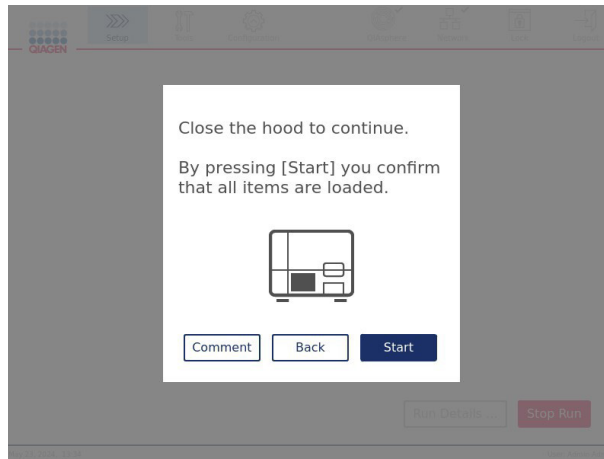 Setup
QIAGEN
Close the hood to continue.
By pressing [Start] you confirm
that all items are loaded.
Comment
Back
Start
Run Details ...
Stop Run